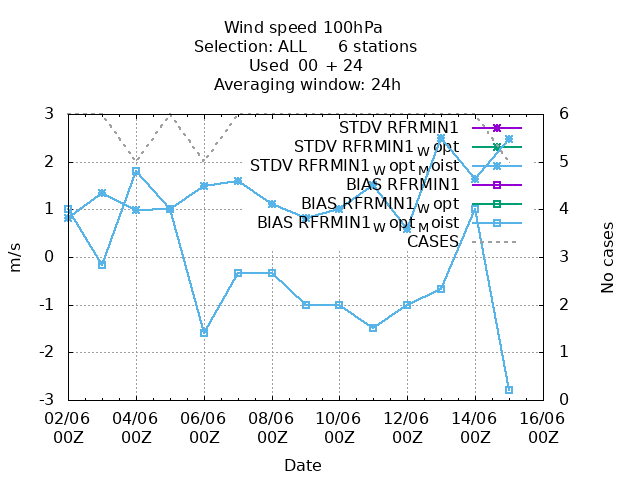 Wind speed 100hPa
Selection: ALL 6 stations
Used 00 + 24
Averaging window: 24h
3 6
STDV RFRMIN1
STDV RFRMIN1 W opt
2 5
STDV RFRMIN1 W opt M oist
BIAS RFRMIN1
BIAS RFRMIN1 W opt
1 4
BIAS RFRMIN1 W opt M oist
CASES
0 3
m/s
No cases
-1 2
-2 1
-3 0
02/06 04/06 06/06 08/06 10/06 12/06 14/06 16/06
00Z 00Z 00Z 00Z 00Z 00Z 00Z 00Z
Date